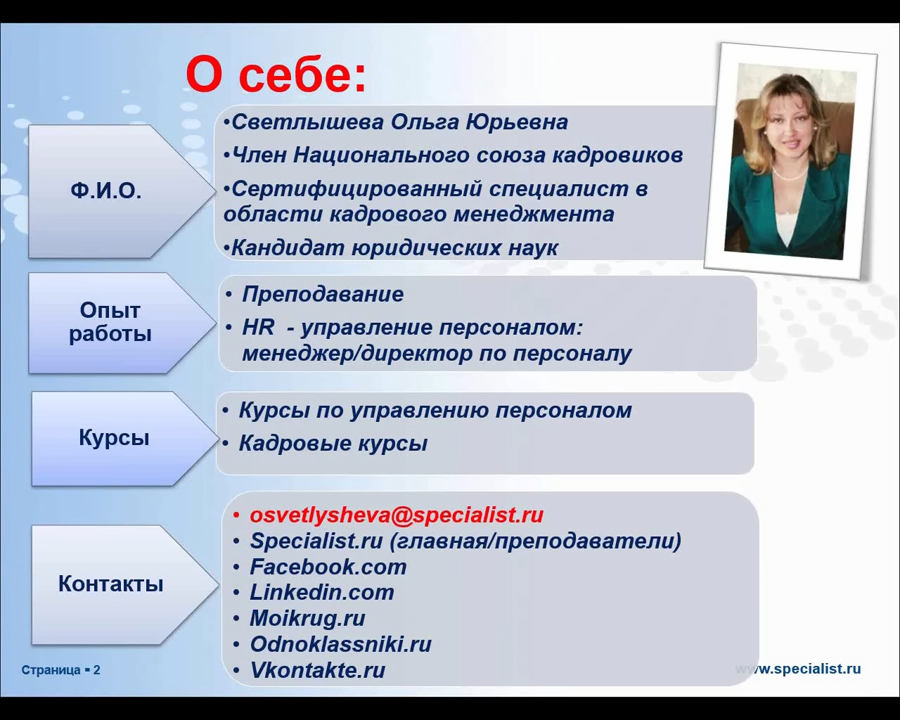 О себе:
Ф.И.О.
•Светлышева Ольга Юрьевна
•Член Национального союза кадровиков
•Сертифицированный специалист в
области кадрового менеджмента
•Кандидат юридических наук
Опыт
работы
• Преподавание
• HR - управление персоналом:
менеджер/директор по персоналу
Курсы
• Курсы по управлению персоналом
• Кадровые курсы
Контакты
• osvetlysheva@specialist.ru
• Specialist.ru (главная/преподаватели)
• Facebook.com
• Linkedin.com
• Moikrug.ru
• Odnoklassniki.ru
• Vkontakte.ru
Страница ▪ 2
www.specialist.ru